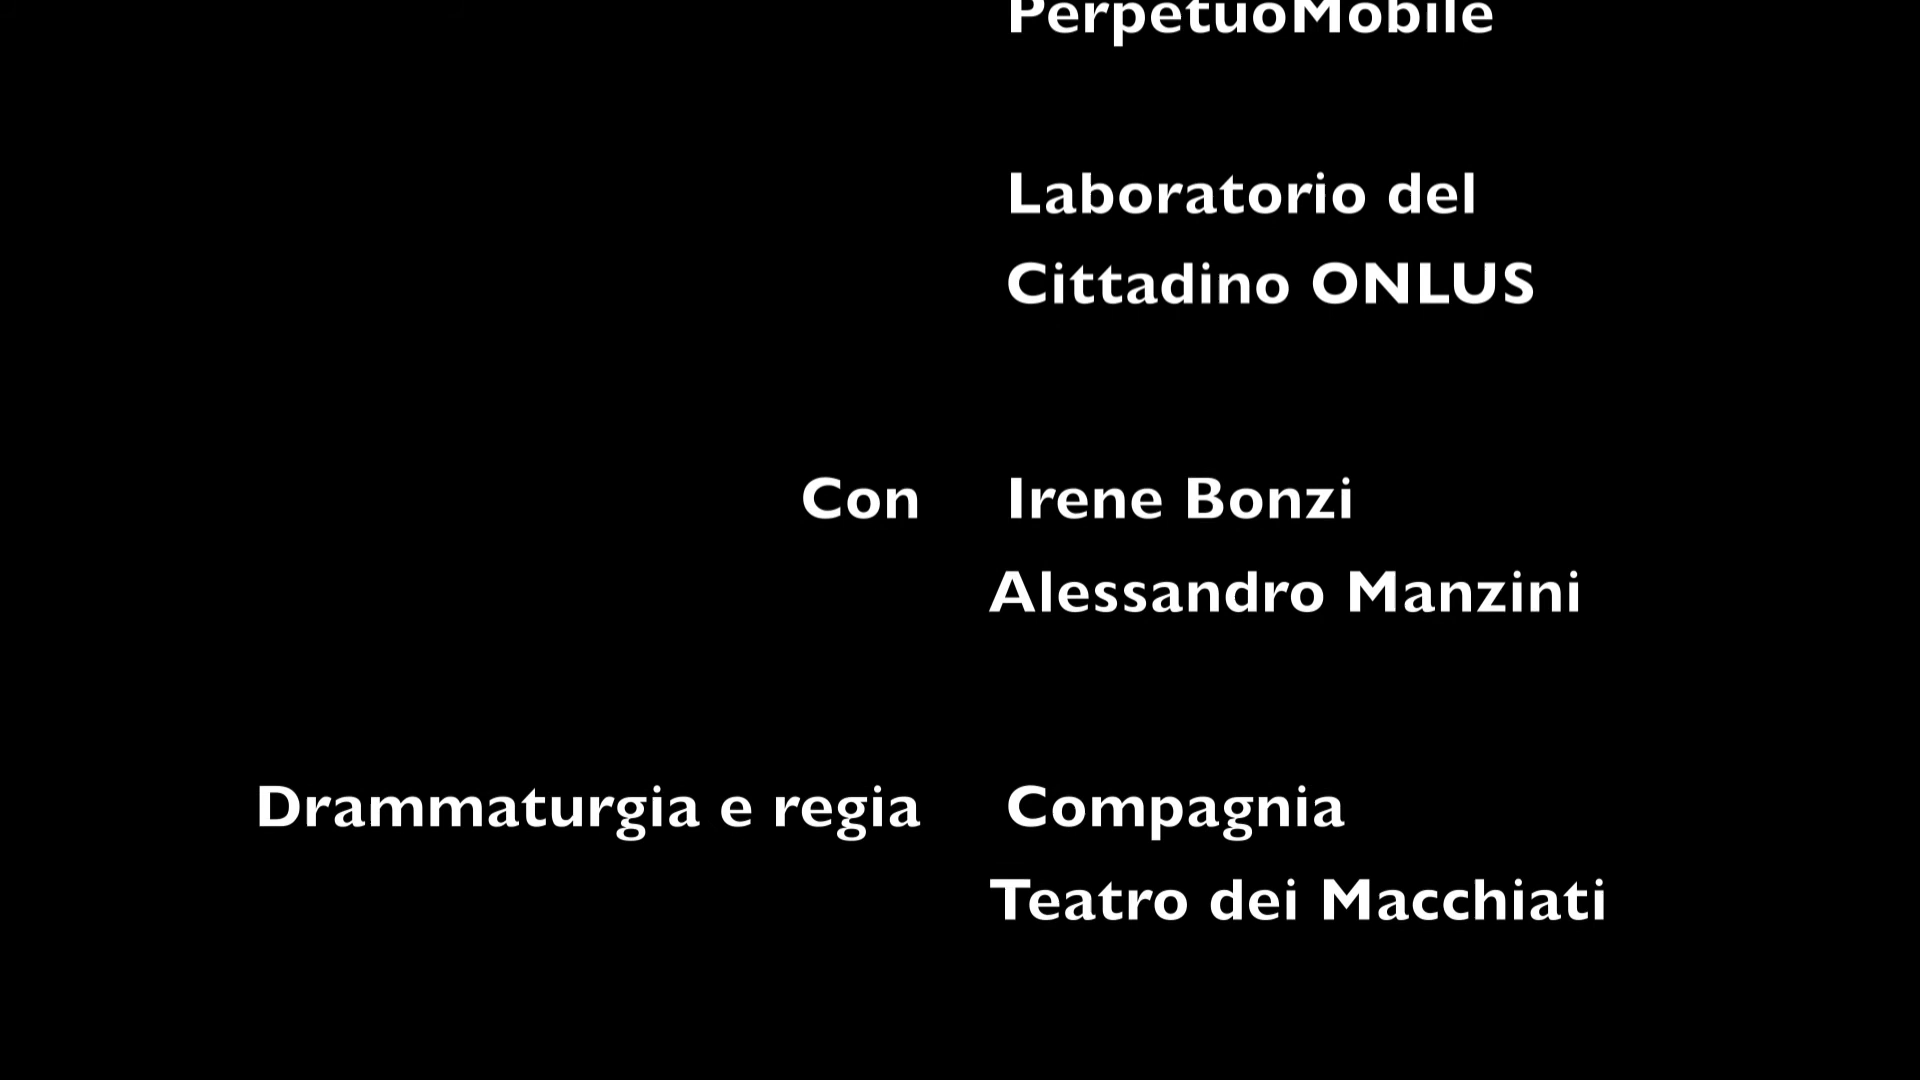 PerpetuoMobile
Laboratorio del
Cittadino ONLUS
Con Irene Bonzi
Alessandro Manzini
Drammaturgia e regia Compagnia
Teatro dei Macchiati